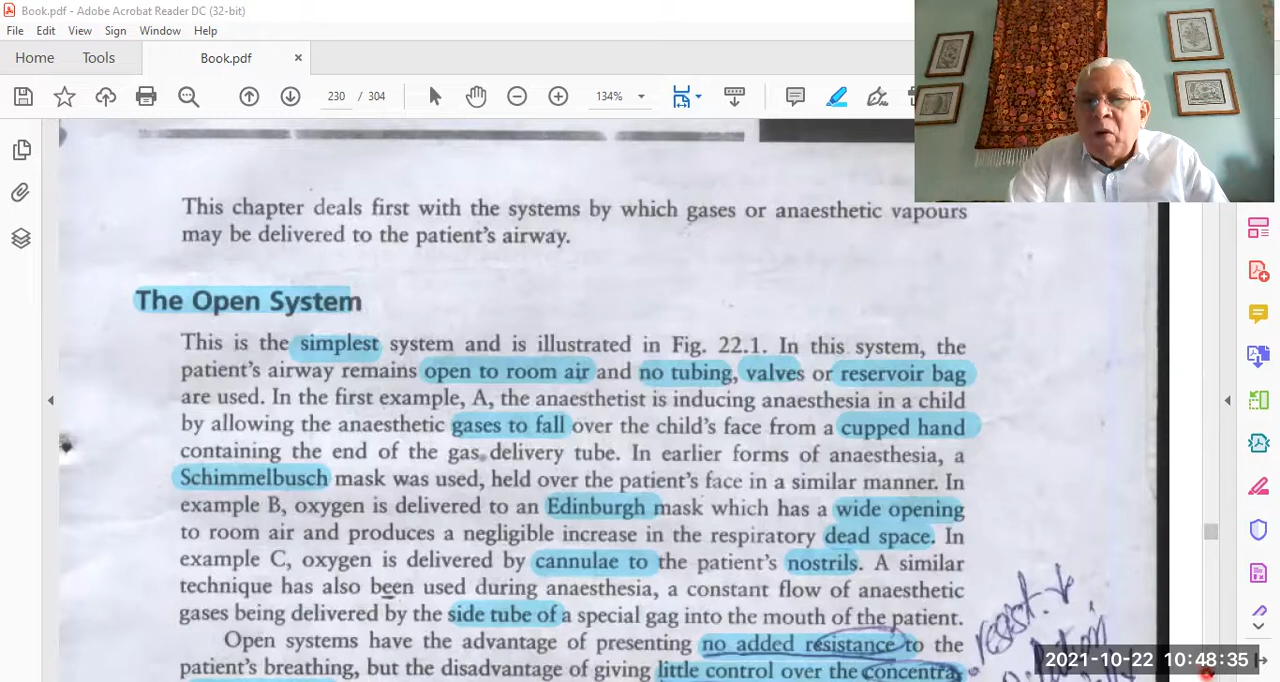 Book.pdf - Adobe Acrobat Reader DC (32-bit)
File Edit View Sign Window Help
Home Tools Book.pdf ×
230 / 304 134%
This chapter deals first with the systems by which gases or anaesthetic vapours
may be delivered to the patient's airway.
The Open System
This is the simplest system and is illustrated in Fig. 22.1. In this system, the
patient's airway remains open to room air and no tubing, valves or reservoir bag
are used. In the first example, A, the anaesthetist is inducing anaesthesia in a child
by allowing the anaesthetic gases to fall over the child's face from a cupped hand
containing the end of the gas delivery tube. In earlier forms of anaesthesia, a
Schimmelbusch mask was used, held over the patient's face in a similar manner. In
example B, oxygen is delivered to an Edinburgh mask which has a wide opening
to room air and produces a negligible increase in the respiratory dead space. In
example C, oxygen is delivered by cannulae to the patient's nostrils. A similar
technique has also been used during anaesthesia, a constant flow of anaesthetic
gases being delivered by the side tube of a special gag into the mouth of the patient.
Open systems have the advantage of presenting no added resistance to the
patient's breathing, but the disadvantage of giving little control over the concentra
resist.
2021-10-22 10:48:35